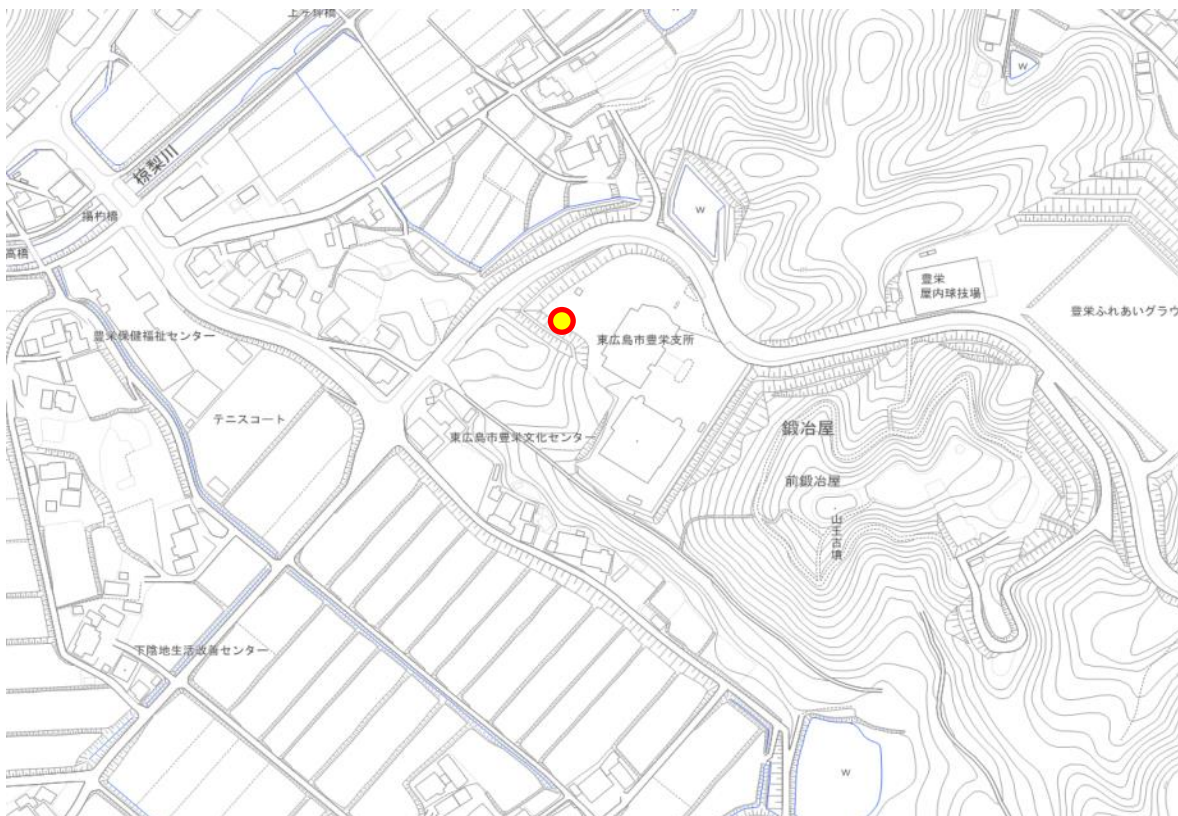 椋梨川
揚杓橋
高橋
W
W
豊栄
屋内球技場
豊栄ふれあいグラウ
豊栄保健福祉センター
東広島市豊栄支所
テニスコート
東広島市豊栄文化センター
鍛冶屋
前鍛冶屋
山王古墳
下陰地生活改善センター
W